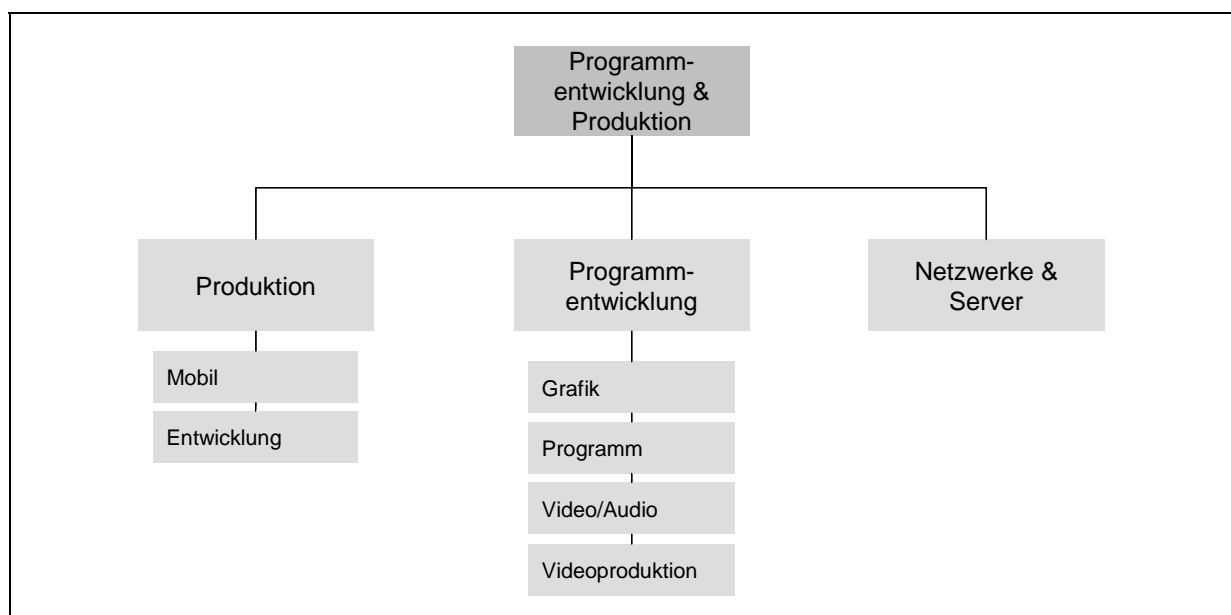 Programm-
entwicklung &
Produktion
Produktion
Programm-
entwicklung
Netzwerke &
Server
Mobil
Entwicklung
Grafik
Programm
Video/Audio
Videoproduktion